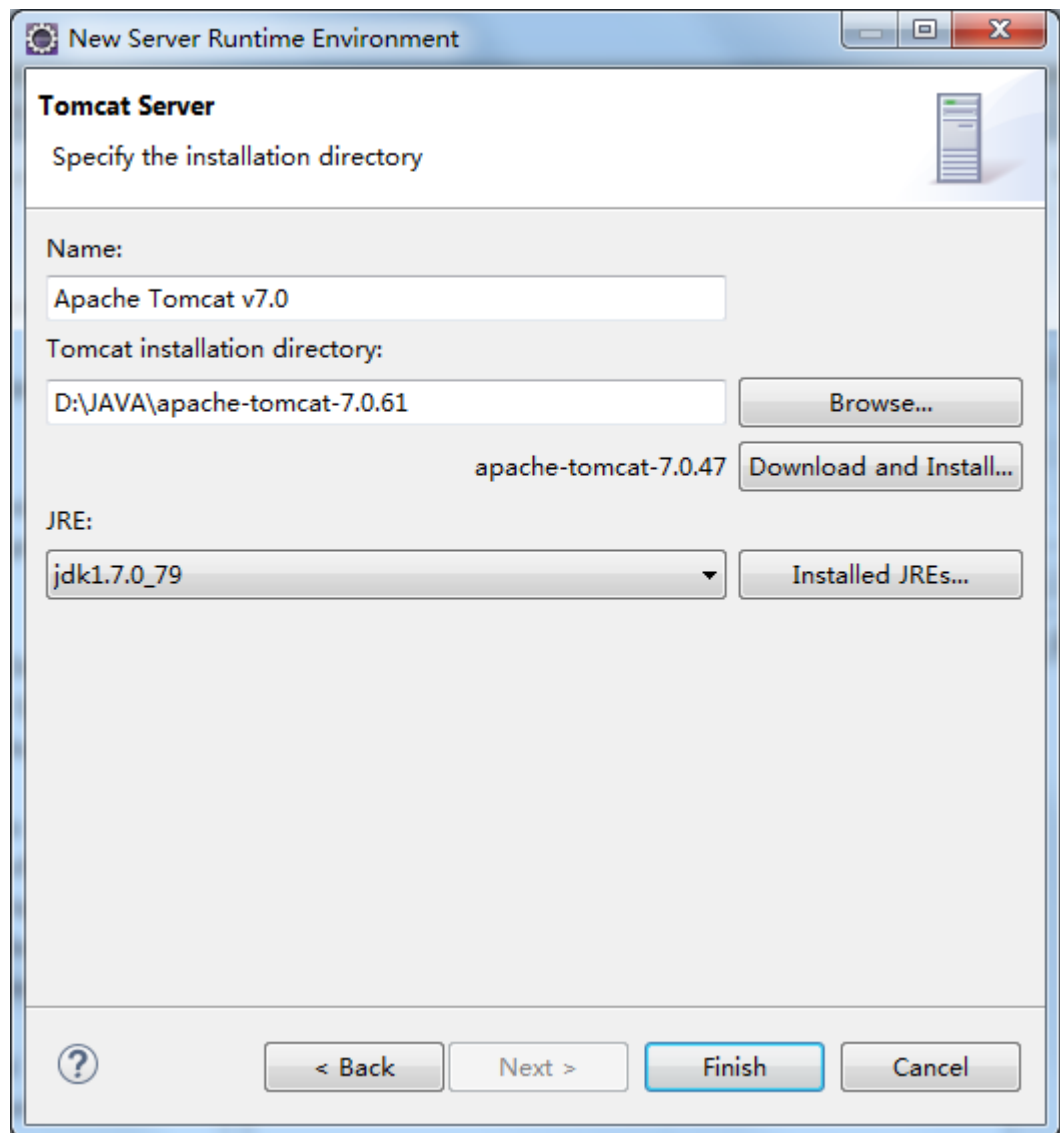 New Server Runtime Environment
Tomcat Server
Specify the installation directory
Name:
Apache Tomcat v7.0
Tomcat installation directory:
D:\JAVA\apache-tomcat-7.0.61 Browse...
apache-tomcat-7.0.47 Download and Install...
JRE:
jdk1.7.0_79 Installed JREs...
? < Back Next > Finish Cancel